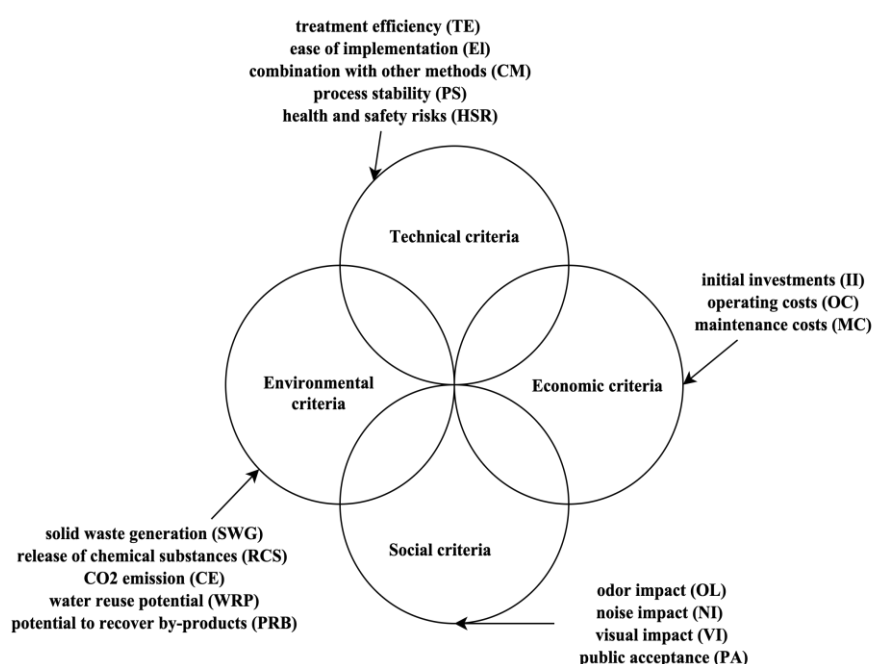 treatment efficiency (TE)
ease of implementation (EI)
combination with other methods (CM)
process stability (PS)
health and safety risks (HSR)
Technical criteria
initial investments (II)
operating costs (OC)
maintenance costs (MC)
Environmental
criteria
Economic criteria
solid waste generation (SWG)
release of chemical substances (RCS)
CO2 emission (CE)
water reuse potential (WRP)
potential to recover by-products (PRB)
Social criteria
odor impact (OL)
noise impact (NI)
visual impact (VI)
public acceptance (PA)